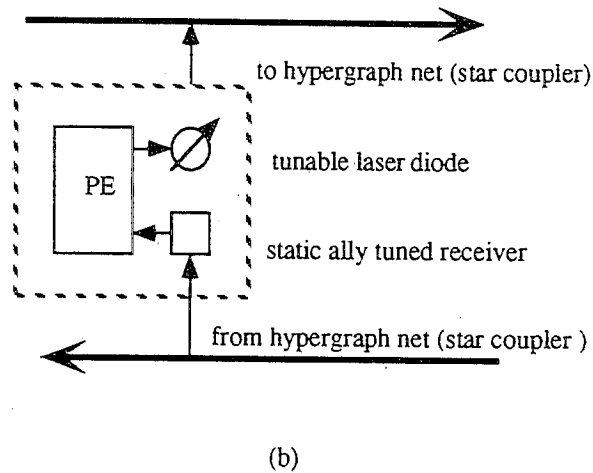 to hypergraph net (star coupler)
tunable laser diode
PE
static ally tuned receiver
from hypergraph net (star coupler )
(b)